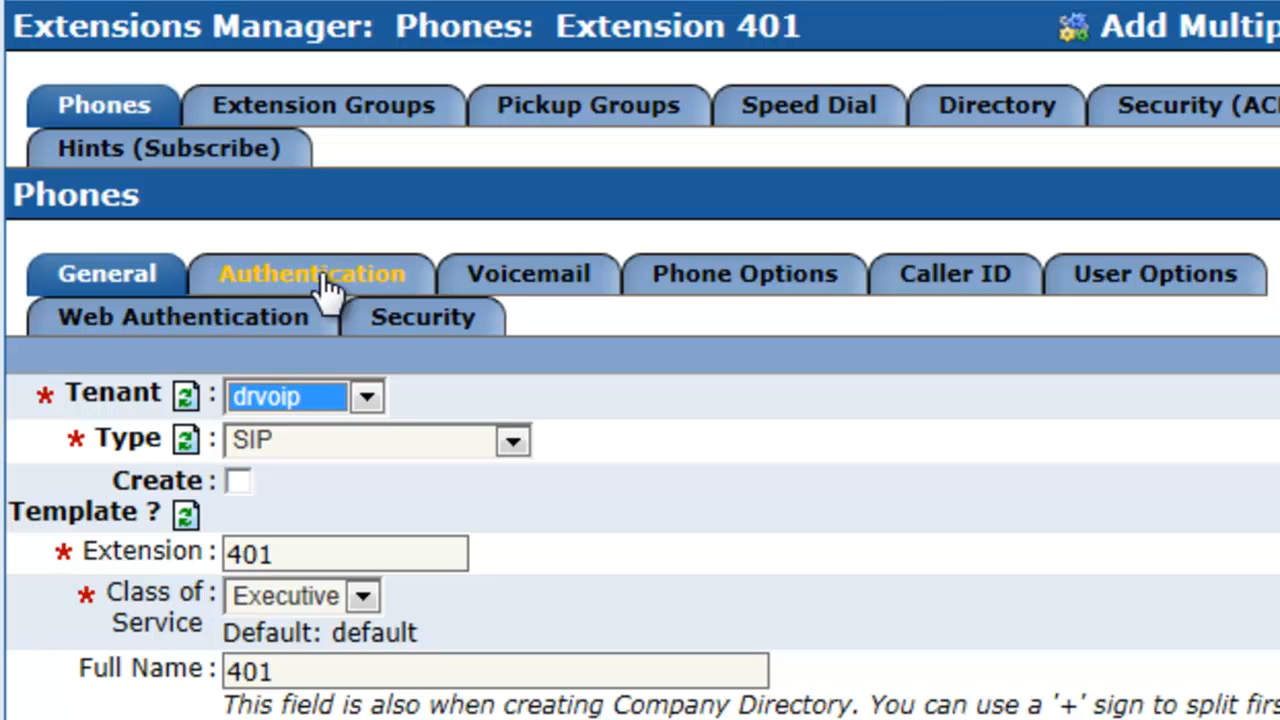 Extensions Manager: Phones: Extension 401 Add Multip
Phones Extension Groups Pickup Groups Speed Dial Directory Security (ACL
Hints (Subscribe)
Phones
General Authentication Voicemail Phone Options Caller ID User Options
Web Authentication Security
* Tenant : drvoip
* Type : SIP
Create :
Template ?
* Extension : 401
* Class of : Executive
Service
Default: default
Full Name : 401
This field is also when creating Company Directory. You can use a '+' sign to split firs